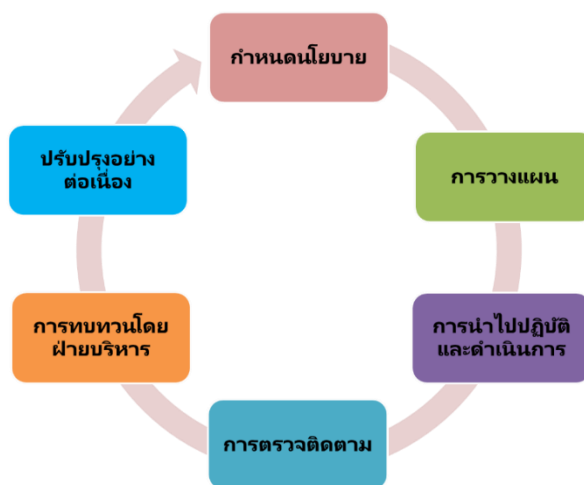 กำหนดนโยบาย
การวางแผน
การนำไปปฏิบัติ
และดำเนินการ
การตรวจติดตาม
การทบทวนโดย
ฝ่ายบริหาร
ปรับปรุงอย่าง
ต่อเนื่อง